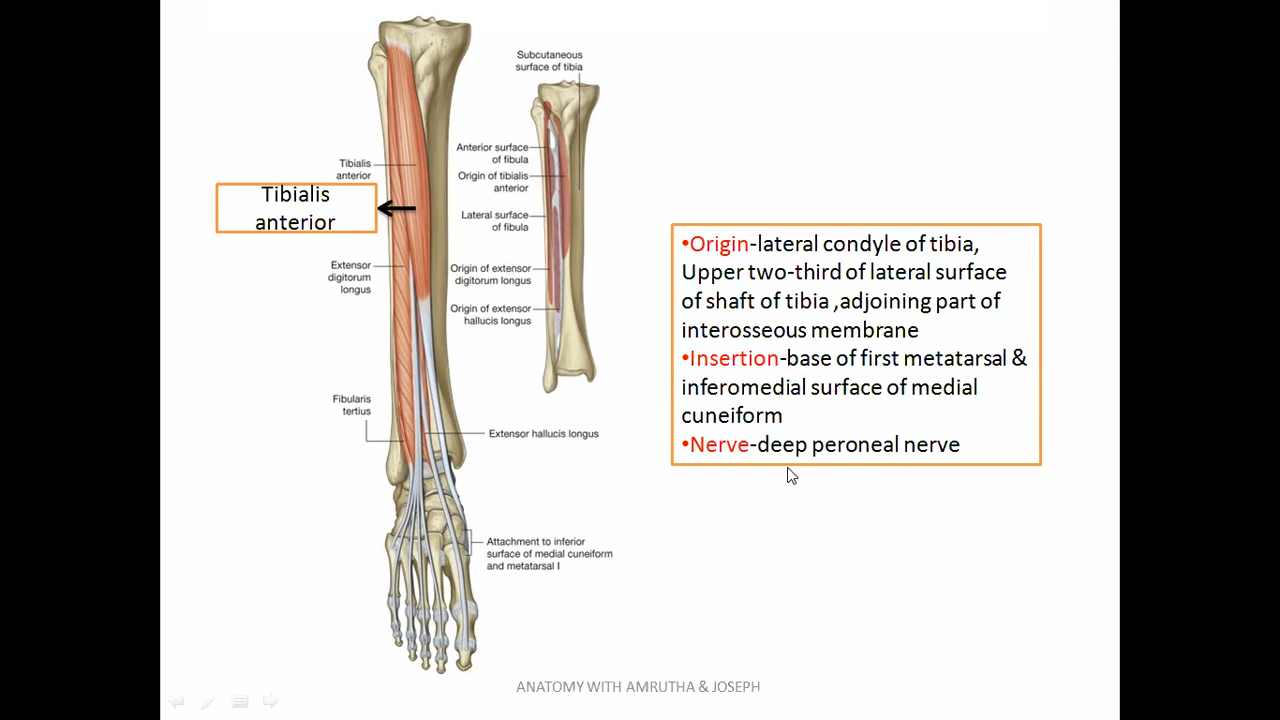 Subcutaneous
surface of tibia
Tibialis
anterior
Tibialis
anterior
Extensor
digitorum
longus
Fibularis
tertius
Anterior surface
of fibula
Origin of tibialis
anterior
Lateral surface
of fibula
Origin of extensor
digitorum longus
Origin of extensor
hallucis longus
Extensor hallucis longus
Attachment to inferior
surface of medial cuneiform
and metatarsal I
•Origin-lateral condyle of tibia,
Upper two-third of lateral surface
of shaft of tibia ,adjoining part of
interosseous membrane
•Insertion-base of first metatarsal &
inferomedial surface of medial
cuneiform
•Nerve-deep peroneal nerve
ANATOMY WITH AMRUTHA & JOSEPH